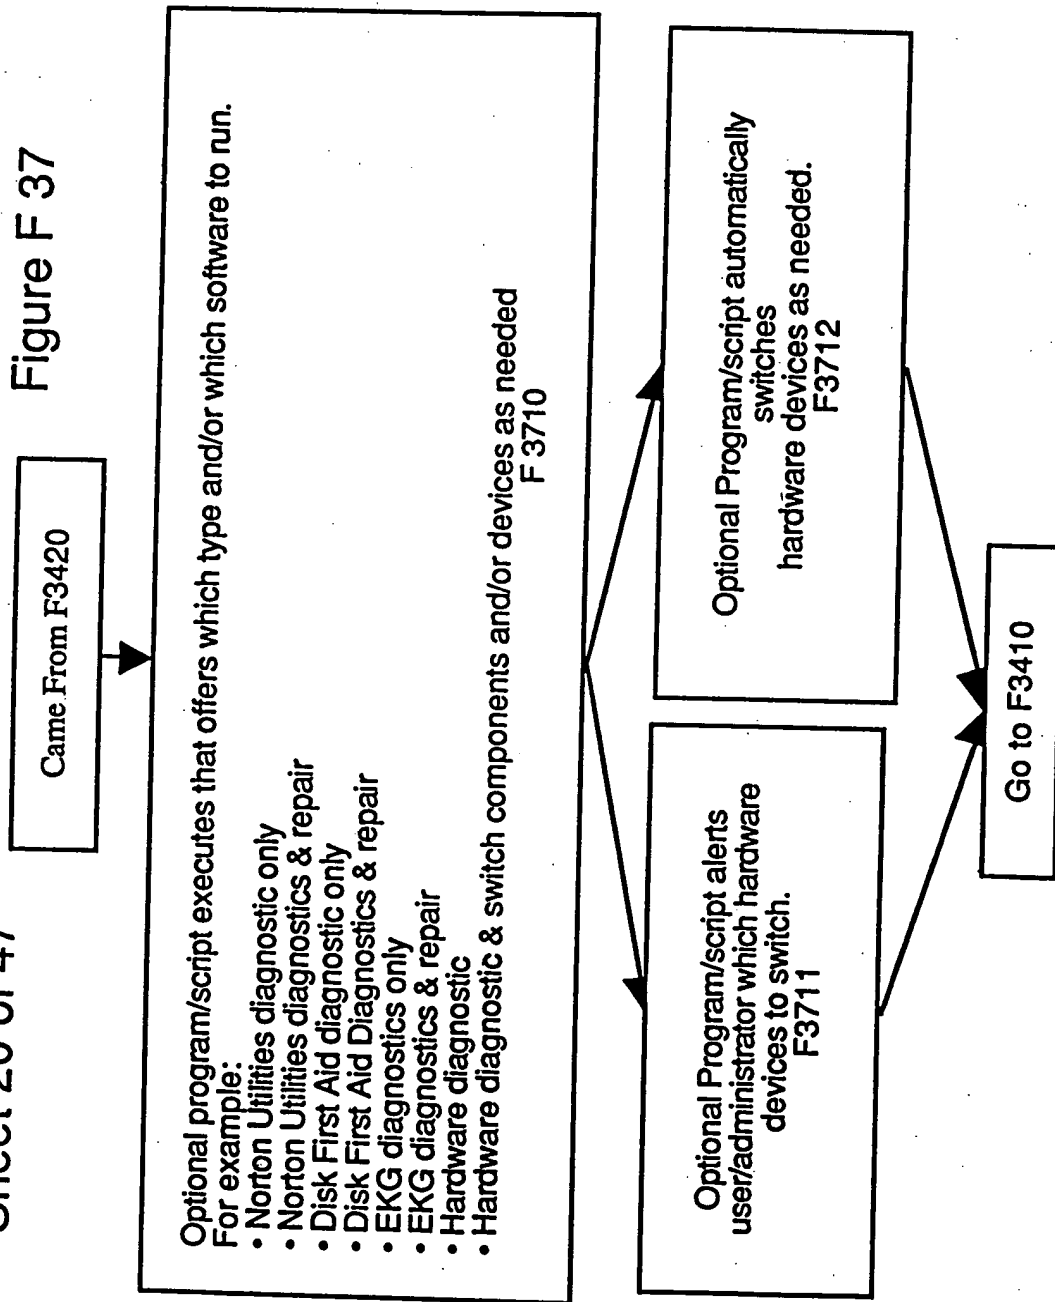 Sheet 20 of 47
Figure F 37
Came From F3420
Optional program/script executes that offers which type and/or which software to run.
For example:
• Norton Utilities diagnostic only
• Norton Utilities diagnostics & repair
• Disk First Aid diagnostic only
• Disk First Aid Diagnostics & repair
• EKG diagnostics only
• EKG diagnostics & repair
• Hardware diagnostic
• Hardware diagnostic & switch components and/or devices as needed
F 3710
Optional Program/script alerts
user/administrator which hardware
devices to switch.
F3711
Optional Program/script automatically
switches
hardware devices as needed.
F3712
Go to F3410